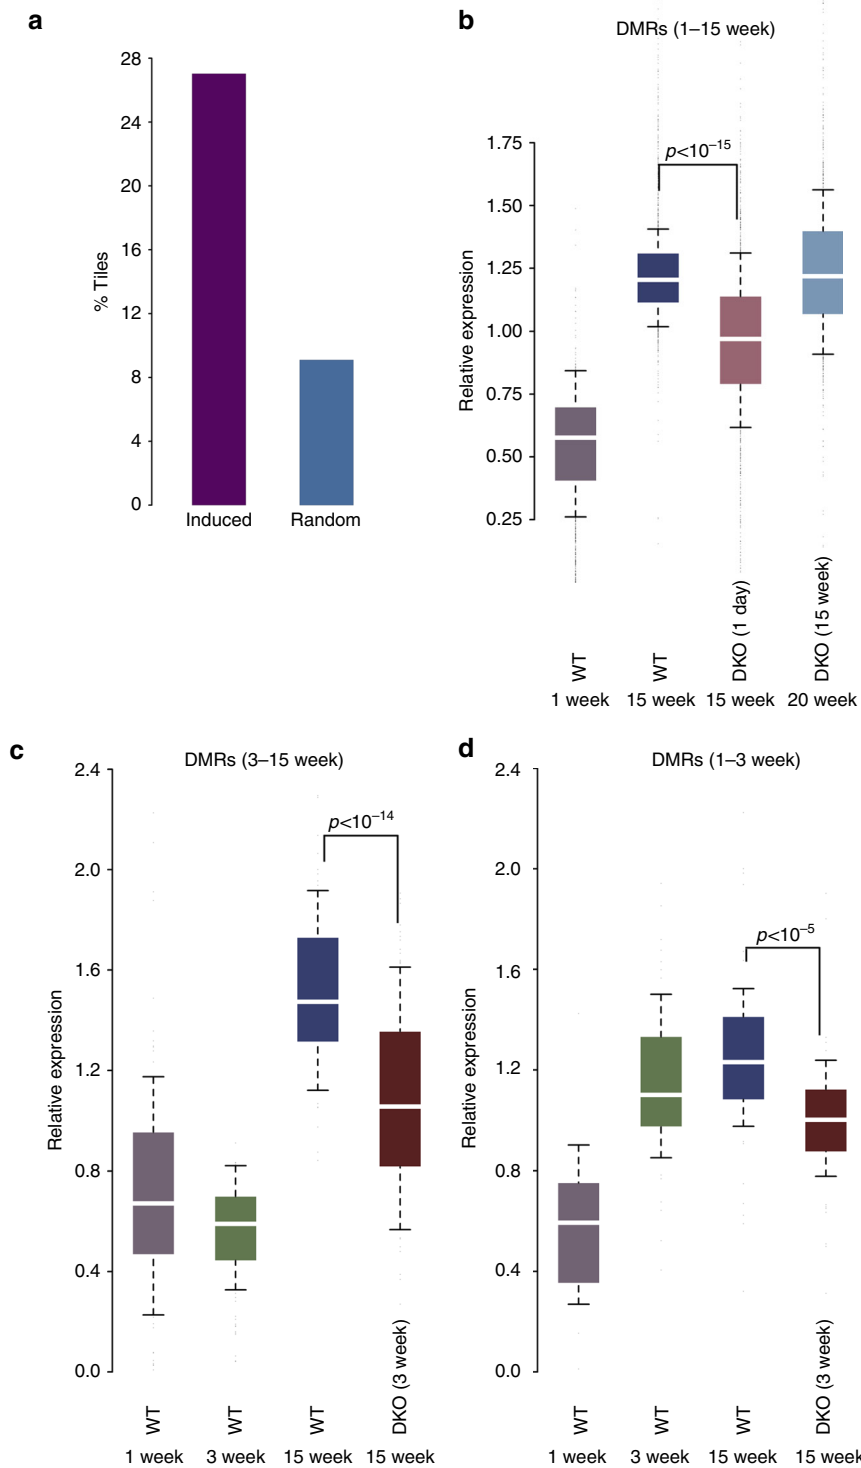 a
28
24
20
16
12
8
4
0
% Tiles
Induced Random
b
DMRs (1–15 week)
1.75
1.50
1.25
1.00
0.75
0.50
0.25
Relative expression
p<10⁻¹⁵
WT WT DKO (1 day) DKO (15 week)
1 week 15 week 15 week 20 week
c
DMRs (3–15 week)
2.4
2.0
1.6
1.2
0.8
0.4
0.0
Relative expression
p<10⁻¹⁴
WT WT WT DKO (3 week)
1 week 3 week 15 week 15 week
d
DMRs (1–3 week)
2.4
2.0
1.6
1.2
0.8
0.4
0.0
Relative expression
p<10⁻⁵
WT WT WT DKO (3 week)
1 week 3 week 15 week 15 week